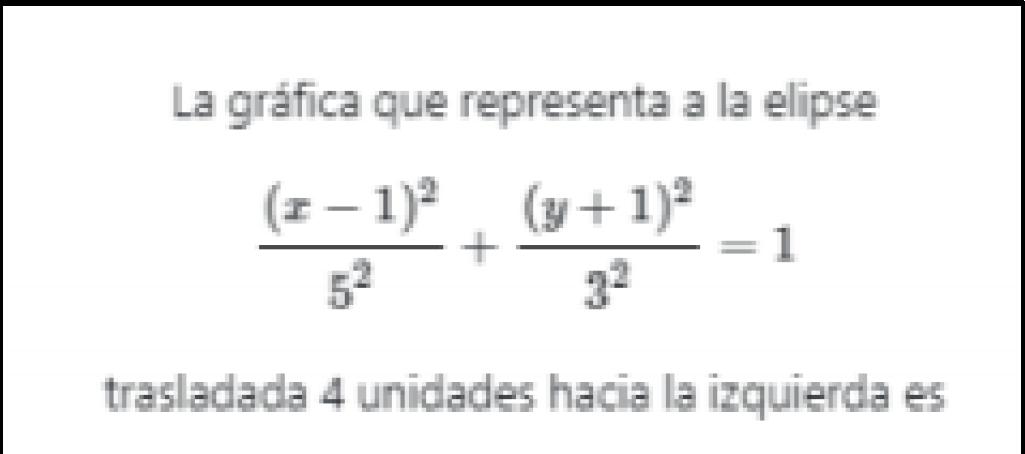 La gráfica que representa a la elipse
(x − 1)² / 5² + (y + 1)² / 3² = 1
trasladada 4 unidades hacia la izquierda es